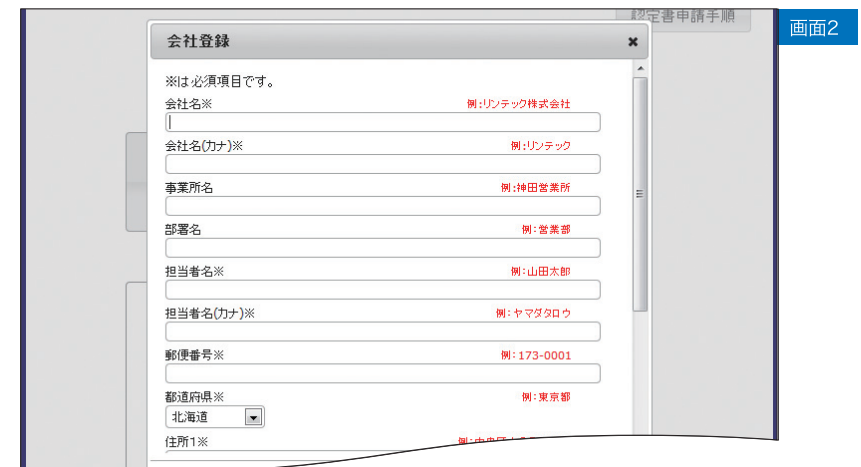 認定書申請手順
画面2
会社登録
※は必須項目です。
会社名※ 例:リンテック株式会社
会社名(カナ)※ 例:リンテック
事業所名 例:神田営業所
部署名 例:営業部
担当者名※ 例:山田太郎
担当者名(カナ)※ 例:ヤマダタロウ
郵便番号※ 例:173-0001
都道府県※ 例:東京都
北海道
住所1※ 例: